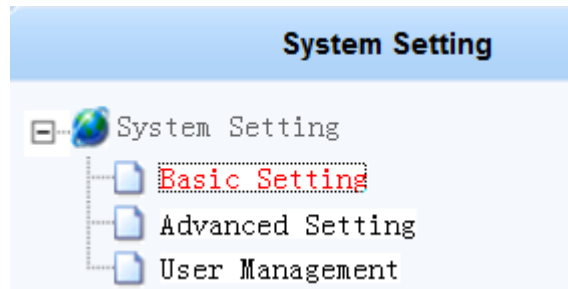 System Setting
System Setting
Basic Setting
Advanced Setting
User Management